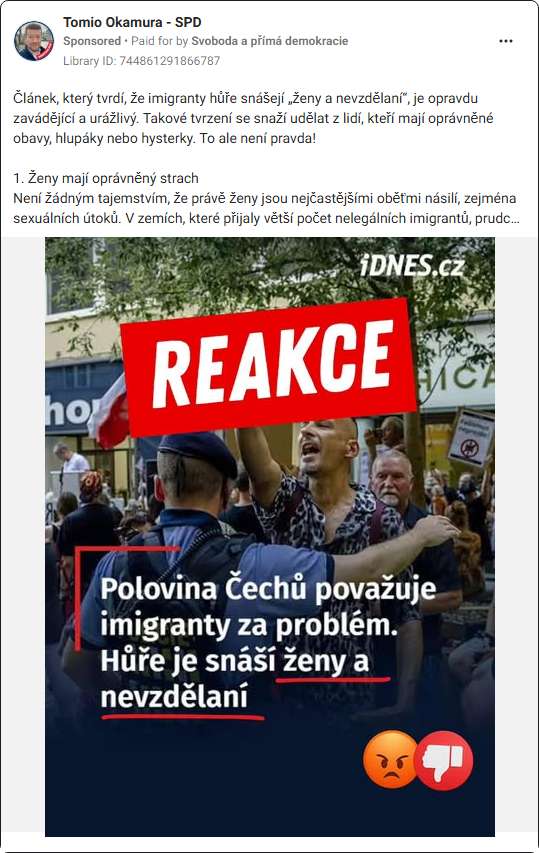 Tomio Okamura - SPD
Sponsored • Paid for by Svoboda a přímá demokracie
Library ID: 744861291866787
Článek, který tvrdí, že imigranty hůře snášejí „ženy a nevzdělaní“, je opravdu
zavádějící a urážlivý. Takové tvrzení se snaží udělat z lidí, kteří mají oprávněné
obavy, hlupáky nebo hysterky. To ale není pravda!
1. Ženy mají oprávněný strach
Není žádným tajemstvím, že právě ženy jsou nejčastějšími oběťmi násilí, zejména
sexuálních útoků. V zemích, které přijaly větší počet nelegálních imigrantů, prudc...
iDNES.cz
REAKCE
Polovina Čechů považuje
imigranty za problém.
Hůře je snáší ženy a
nevzdělaní